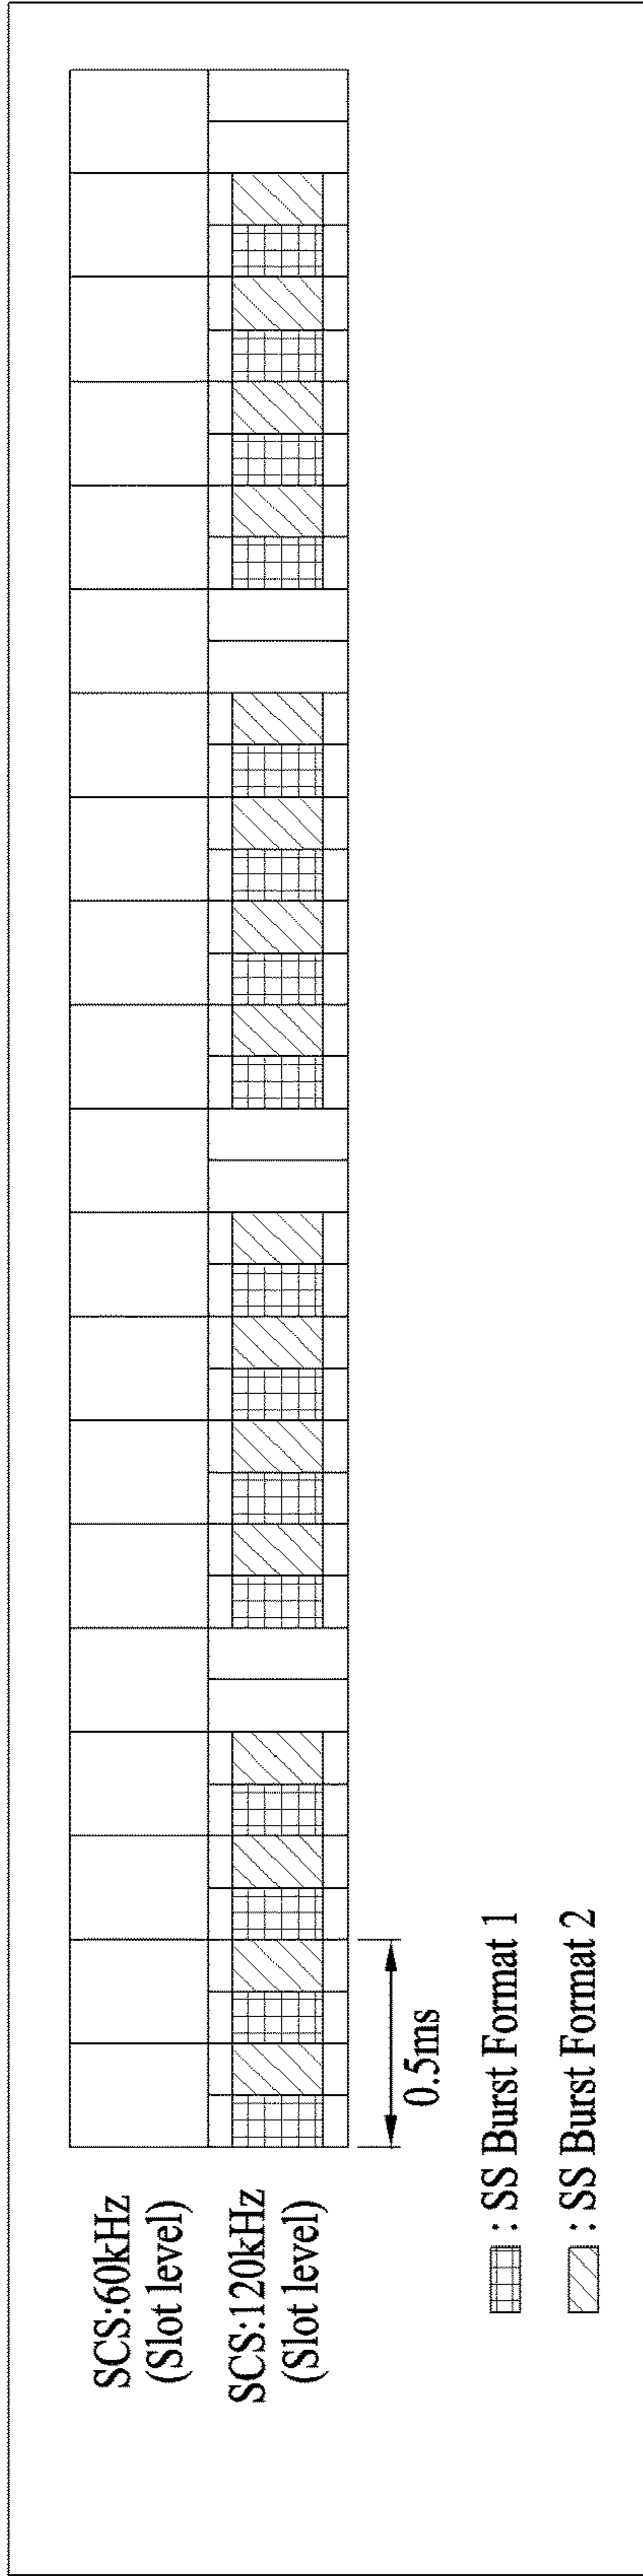 SCS:60kHz
(Slot level)
SCS:120kHz
(Slot level)
0.5ms
: SS Burst Format 1
: SS Burst Format 2